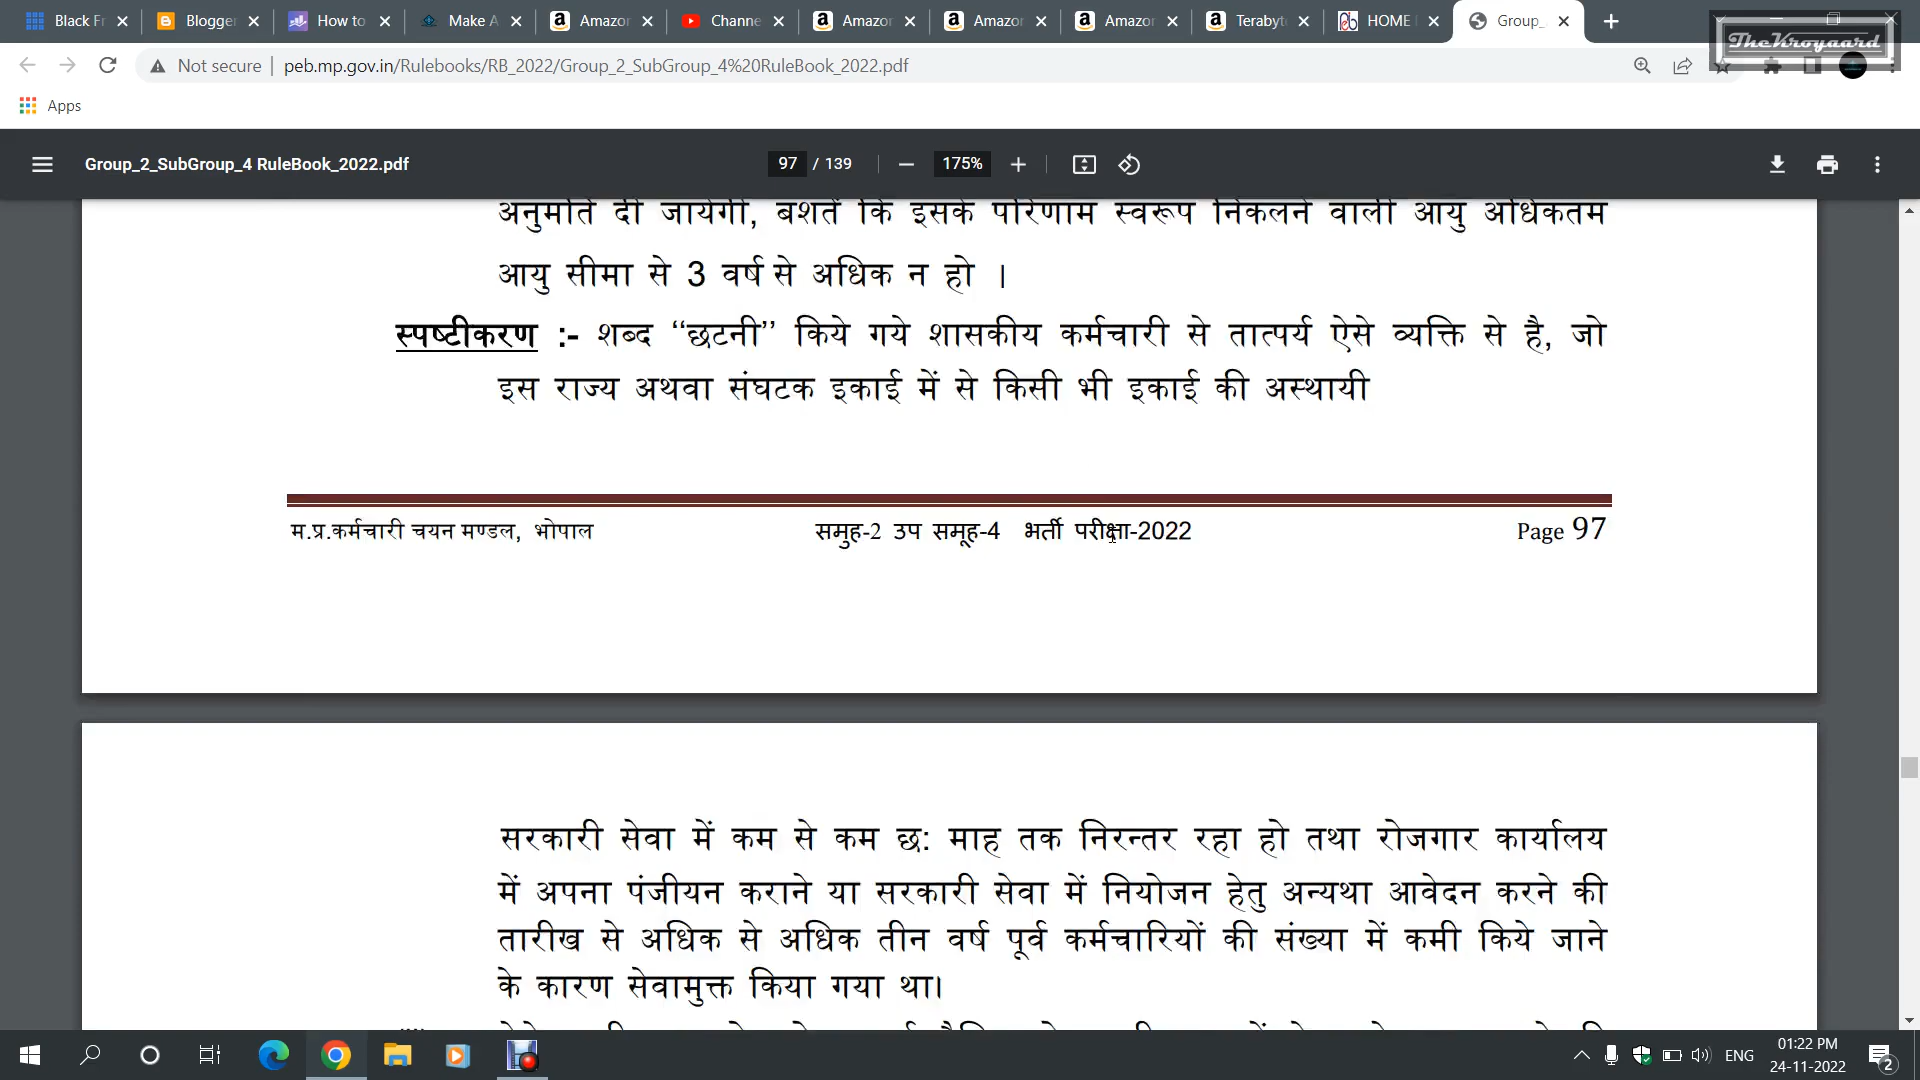 Black Fr
Blogger
How to
Make A
Amazon
Channe
Amazon
Amazon
Amazon
Terabyt
HOME
Group_
TheKroyaard
Not secure
peb.mp.gov.in/Rulebooks/RB_2022/Group_2_SubGroup_4%20RuleBook_2022.pdf
Apps
Group_2_SubGroup_4 RuleBook_2022.pdf
97 / 139
175%
अनुमति दी जायेगी, बशर्ते कि इसके परिणाम स्वरूप निकलने वाली आयु अधिकतम
आयु सीमा से 3 वर्ष से अधिक न हो ।
स्पष्टीकरण :- शब्द ‘‘छटनी’’ किये गये शासकीय कर्मचारी से तात्पर्य ऐसे व्यक्ति से है, जो
इस राज्य अथवा संघटक इकाई में से किसी भी इकाई की अस्थायी
म.प्र.कर्मचारी चयन मण्डल, भोपाल
समुह-2 उप समूह-4 भर्ती परीक्षा-2022
Page 97
सरकारी सेवा में कम से कम छः माह तक निरन्तर रहा हो तथा रोजगार कार्यालय
में अपना पंजीयन कराने या सरकारी सेवा में नियोजन हेतु अन्यथा आवेदन करने की
तारीख से अधिक से अधिक तीन वर्ष पूर्व कर्मचारियों की संख्या में कमी किये जाने
के कारण सेवामुक्त किया गया था।
ENG
01:22 PM
24-11-2022
2